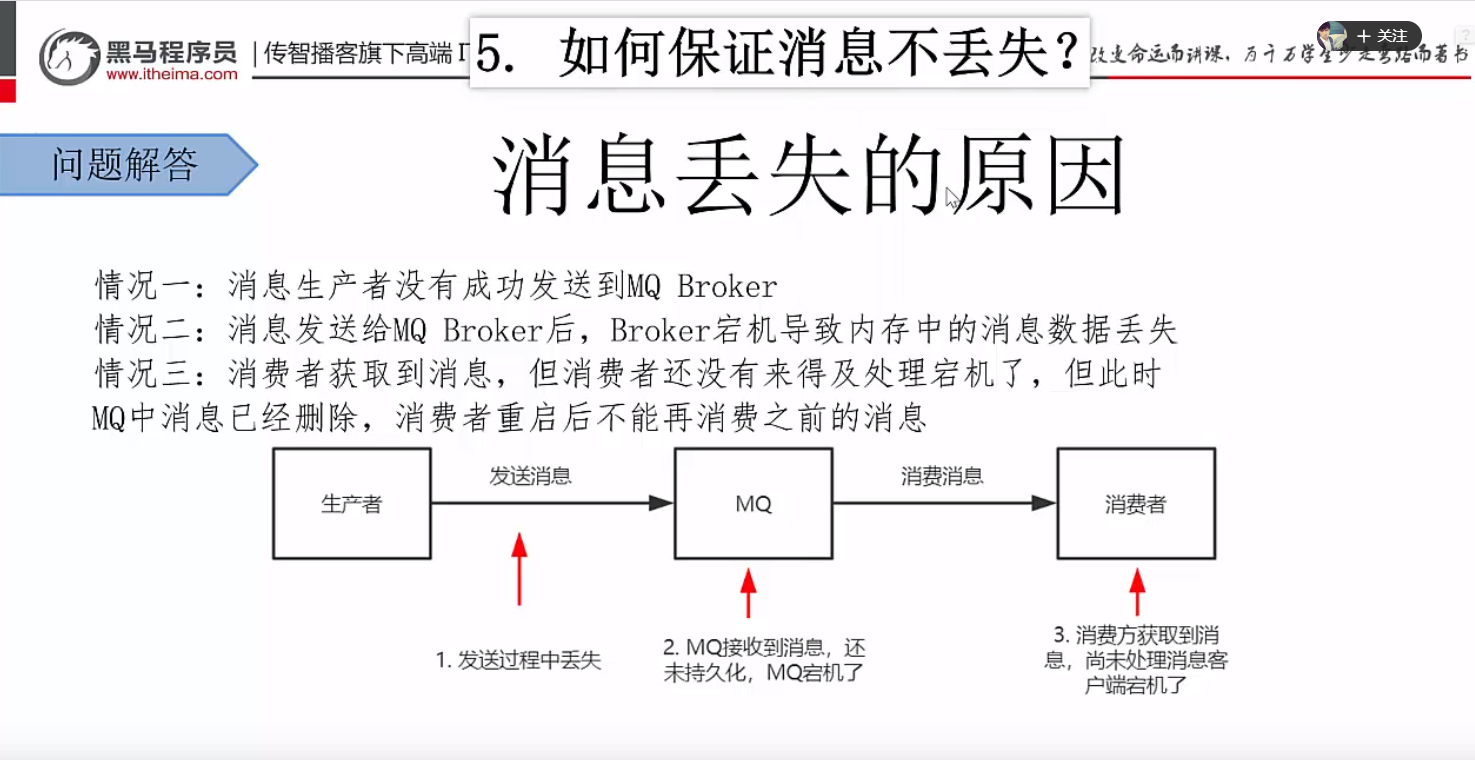 黑马程序员
www.itheima.com
传智播客旗下高端
5. 如何保证消息不丢失?
+ 关注
改变命运而讲课,
问题解答
消息丢失的原因
情况一: 消息生产者没有成功发送到MQ Broker
情况二: 消息发送给MQ Broker后, Broker宕机导致内存中的消息数据丢失
情况三: 消费者获取到消息, 但消费者还没有来得及处理宕机了, 但此时
MQ中消息已经删除, 消费者重启后不能再消费之前的消息
生产者
发送消息
MQ
消费消息
消费者
1. 发送过程中丢失
2. MQ接收到消息，还
未持久化，MQ宕机了
3. 消费方获取到消
息，尚未处理消息客
户端宕机了